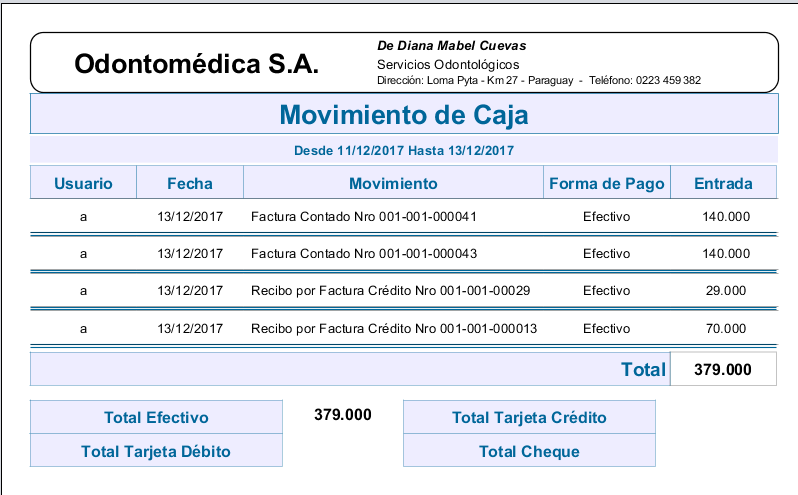 Odontomédica S.A.
De Diana Mabel Cuevas
Servicios Odontológicos
Dirección: Loma Pyta - Km 27 - Paraguay - Teléfono: 0223 459 382
Movimiento de Caja
Desde 11/12/2017 Hasta 13/12/2017
Usuario Fecha Movimiento Forma de Pago Entrada
a 13/12/2017 Factura Contado Nro 001-001-000041 Efectivo 140.000
a 13/12/2017 Factura Contado Nro 001-001-000043 Efectivo 140.000
a 13/12/2017 Recibo por Factura Crédito Nro 001-001-00029 Efectivo 29.000
a 13/12/2017 Recibo por Factura Crédito Nro 001-001-000013 Efectivo 70.000
Total 379.000
Total Efectivo 379.000 Total Tarjeta Crédito
Total Tarjeta Débito Total Cheque